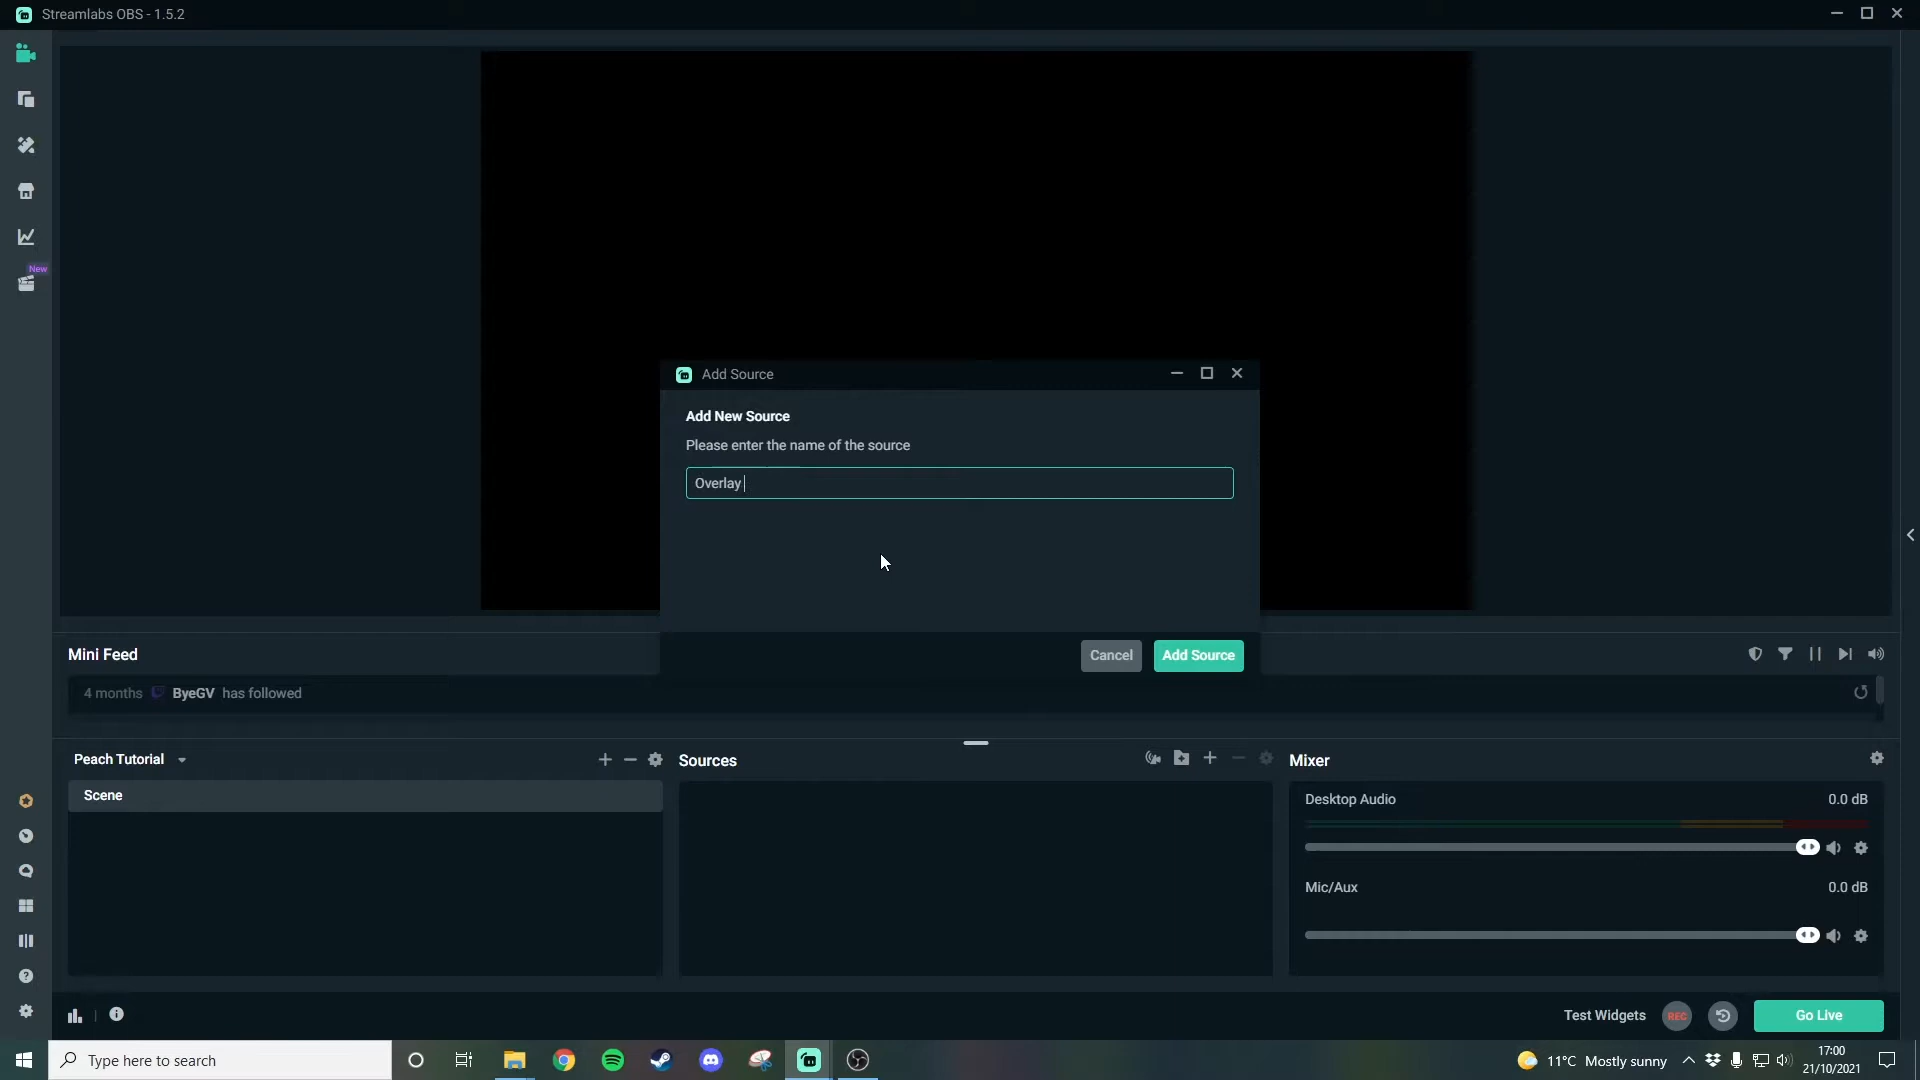 Streamlabs OBS - 1.5.2
New
Add Source
Add New Source
Please enter the name of the source
Overlay
Cancel
Add Source
Mini Feed
4 months ByeGV has followed
Peach Tutorial
Sources
Mixer
Scene
Desktop Audio
0.0 dB
Mic/Aux
0.0 dB
Test Widgets
REC
Go Live
Type here to search
11°C Mostly sunny
17:00
21/10/2021